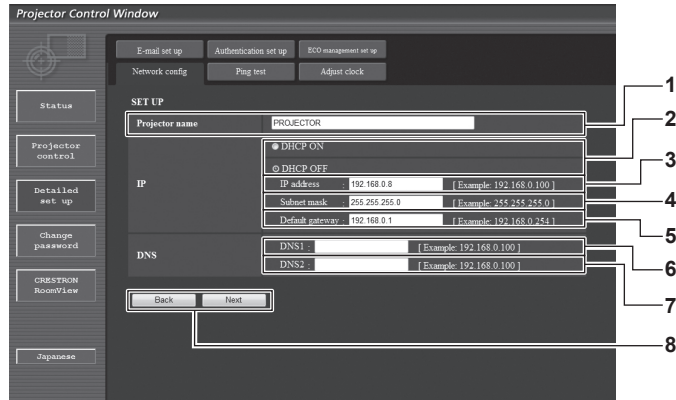 Projector Control Window
E-mail set up Authentication set up ECO management set up
Network config Ping test Adjust clock
Status
Projector control
Detailed set up
Change password
CRESTRON RoomView
Japanese
SET UP
Projector name PROJECTOR
IP
DHCP ON
DHCP OFF
IP address : 192.168.0.8 [ Example: 192.168.0.100 ]
Subnet mask : 255.255.255.0 [ Example: 255.255.255.0 ]
Default gateway : 192.168.0.1 [ Example: 192.168.0.254 ]
DNS
DNS1 : [ Example: 192.168.0.100 ]
DNS2 : [ Example: 192.168.0.100 ]
Back Next
1
2
3
4
5
6
7
8